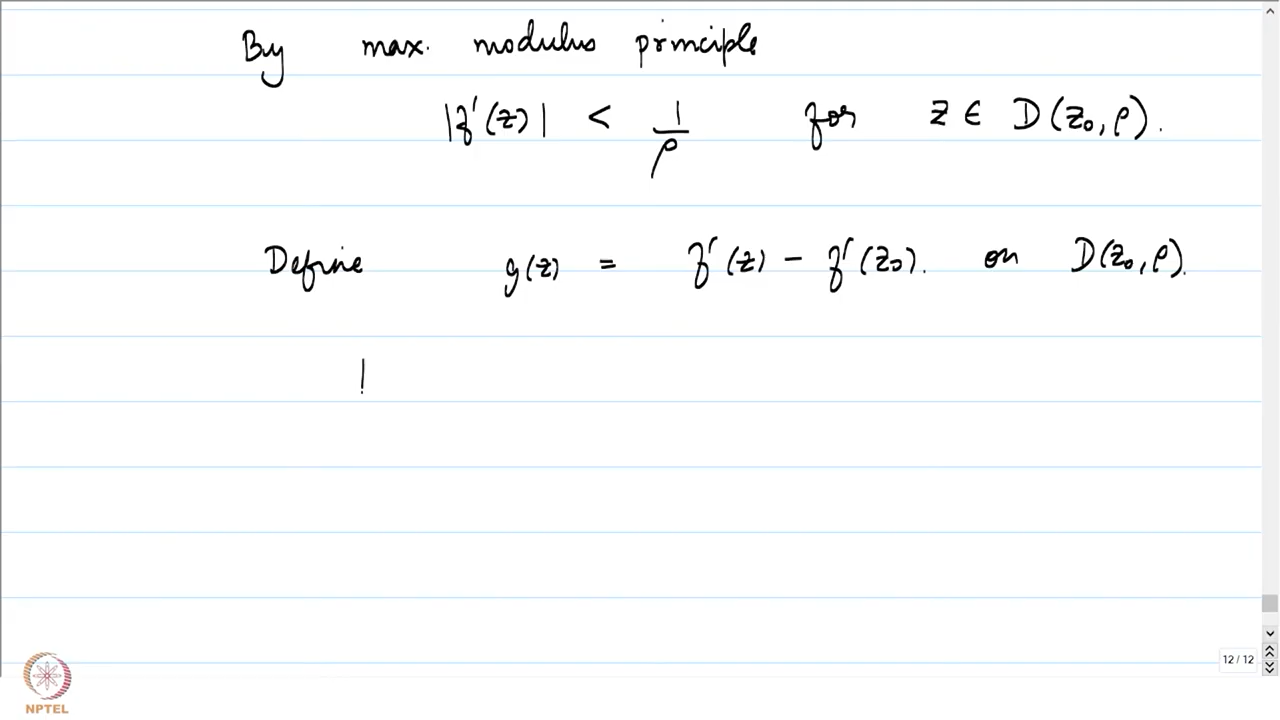 By max. modulus principle
|f'(z)| < 1/ρ for z ∈ D(z₀, ρ).
Define g(z) = f'(z) - f'(z₀). on D(z₀, ρ).
|
12 / 12
NPTEL